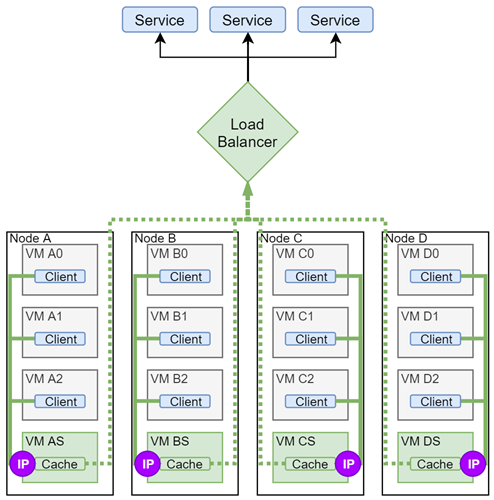 Service
Service
Service
Load
Balancer
Node A
VM A0
Client
VM A1
Client
VM A2
Client
VM AS
IP
Cache
Node B
VM B0
Client
VM B1
Client
VM B2
Client
VM BS
IP
Cache
Node C
VM C0
Client
VM C1
Client
VM C2
Client
VM CS
Cache
IP
Node D
VM D0
Client
VM D1
Client
VM D2
Client
VM DS
Cache
IP